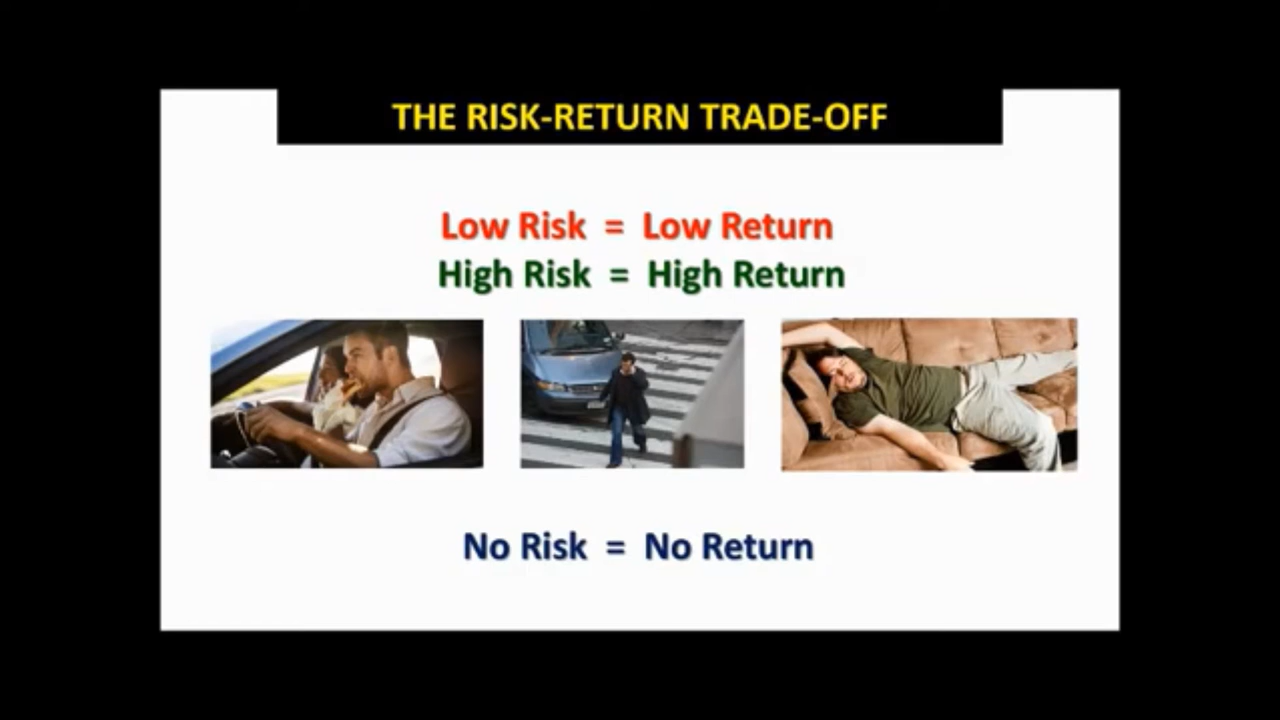 THE RISK-RETURN TRADE-OFF
Low Risk = Low Return
High Risk = High Return
No Risk = No Return